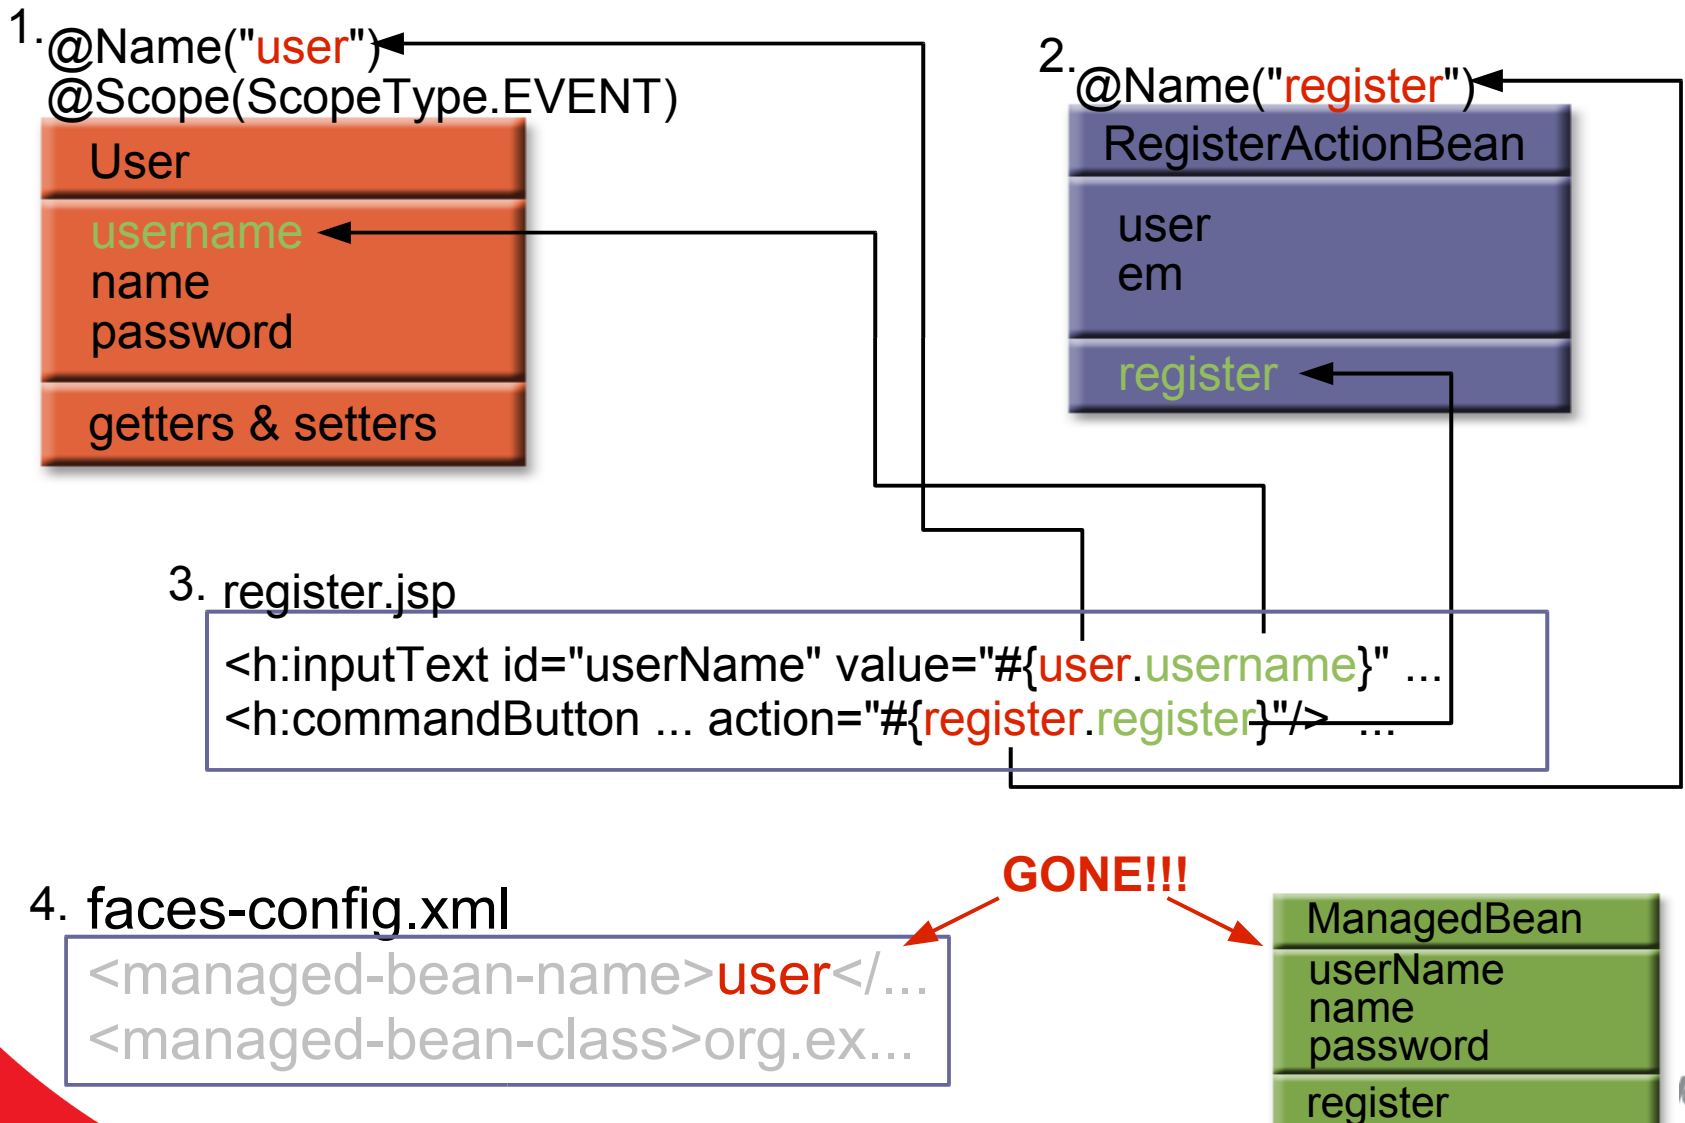 1.
@Name("user")
@Scope(ScopeType.EVENT)
User
username
name
password
getters & setters
2.
@Name("register")
RegisterActionBean
user
em
register
3. register.jsp
<h:inputText id="userName" value="#{user.username}" ...
<h:commandButton ... action="#{register.register}"/> ...
GONE!!!
4. faces-config.xml
<managed-bean-name>user</...
<managed-bean-class>org.ex...
ManagedBean
userName
name
password
register